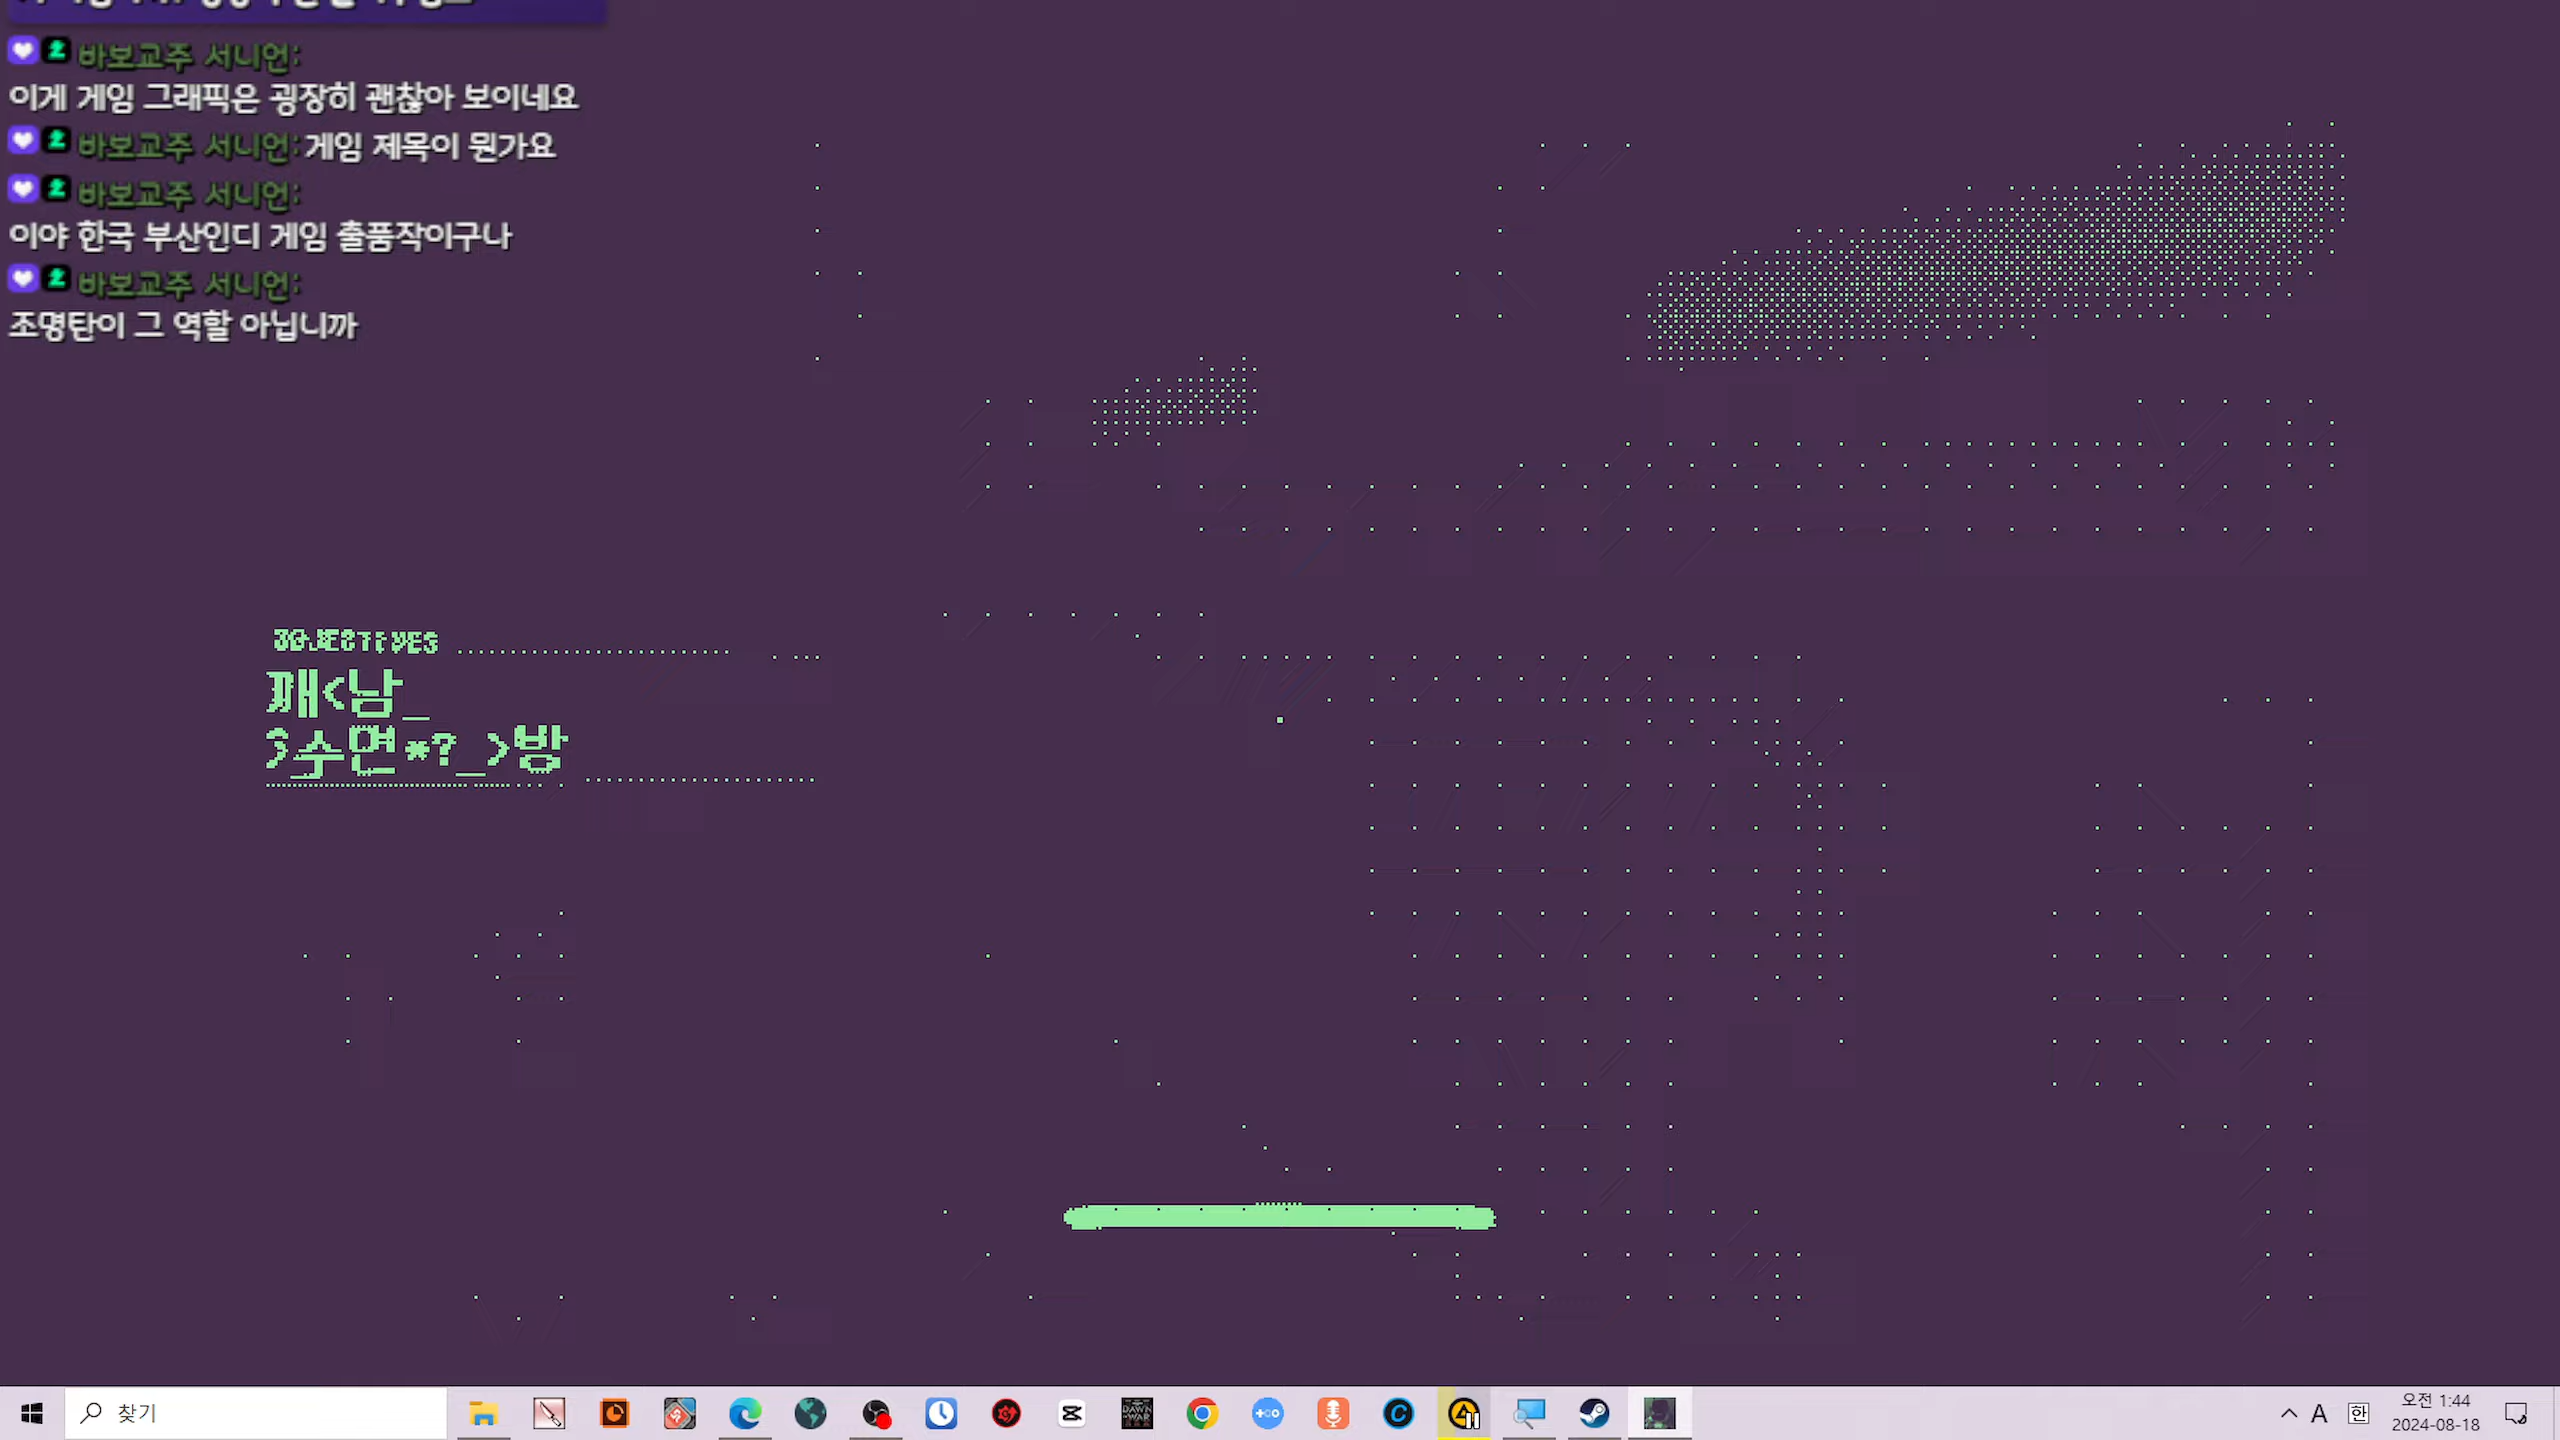 바보교주 서니언:
이게 게임 그래픽은 굉장히 괜찮아 보이네요
바보교주 서니언: 게임 제목이 뭔가요
바보교주 서니언:
이야 한국 부산인디 게임 출품작이구나
바보교주 서니언:
조명탄이 그 역할 아닙니까
깨<남_
수면*?_>방
찾기
DAWN WAR
A 한
오전 1:44
2024-08-18